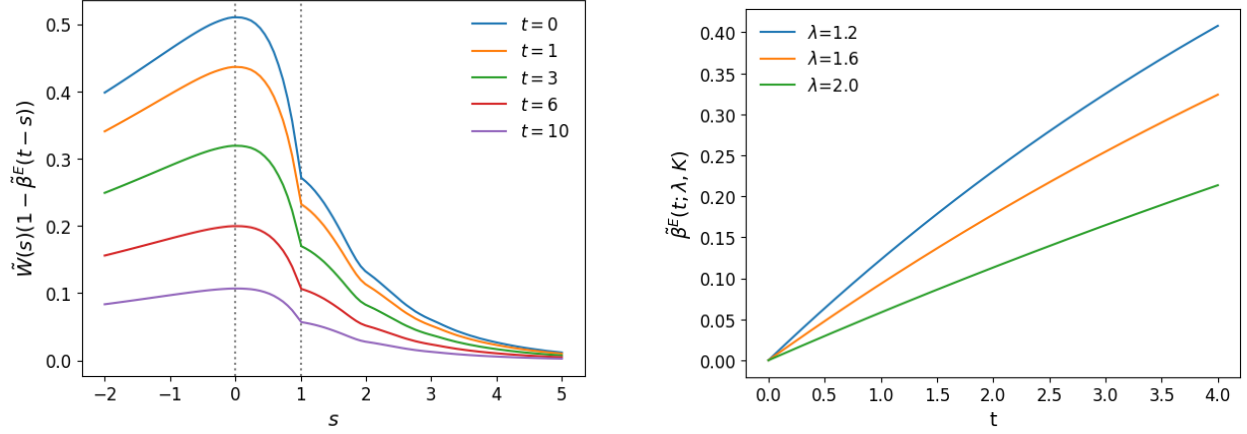 0.5
0.4
0.3
0.2
0.1
0.0
−2 −1 0 1 2 3 4 5
s
W̃(s)(1 − β̃ᴱ(t − s))
t = 0
t = 1
t = 3
t = 6
t = 10
0.40
0.35
0.30
0.25
0.20
0.15
0.10
0.05
0.00
0.0 0.5 1.0 1.5 2.0 2.5 3.0 3.5 4.0
t
β̃ᴱ(t; λ, K)
λ=1.2
λ=1.6
λ=2.0